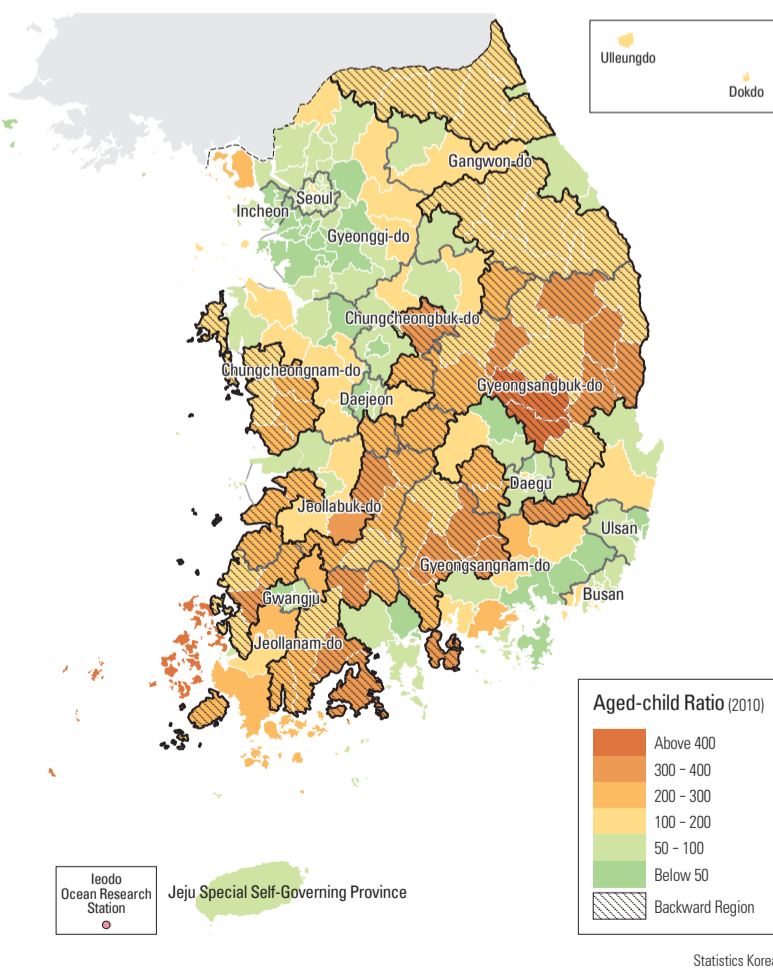 Ulleungdo
Dokdo
Gangwon-do
Seoul
Incheon
Gyeonggi-do
Chungcheongbuk-do
Chungcheongnam-do
Gyeongsangbuk-do
Daejeon
Daegu
Jeollabuk-do
Ulsan
Gyeongsangnam-do
Busan
Gwangju
Jeollanam-do
Aged-child Ratio (2010)
Above 400
300 – 400
200 – 300
100 – 200
50 – 100
Below 50
Backward Region
Ieodo
Ocean Research
Station
Jeju Special Self-Governing Province
Statistics Korea